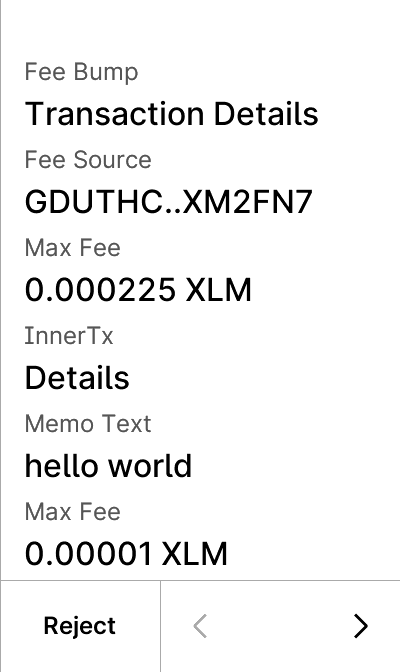 Fee Bump
Transaction Details
Fee Source
GDUTHC..XM2FN7
Max Fee
0.000225 XLM
InnerTx
Details
Memo Text
hello world
Max Fee
0.00001 XLM
Reject